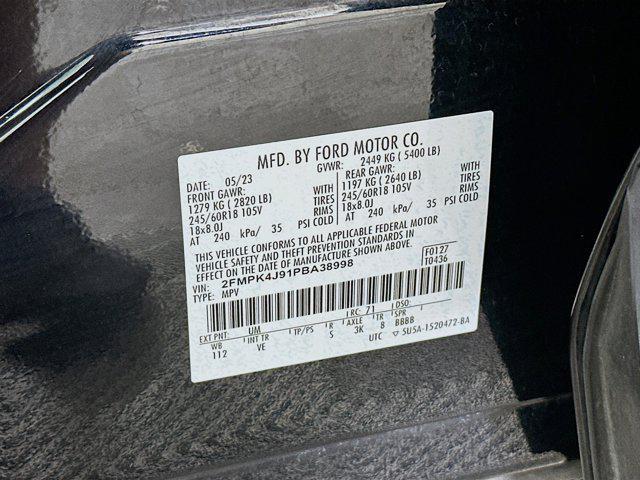 MFD. BY FORD MOTOR CO.
DATE: 05/23 GVWR: 2449 KG ( 5400 LB)
FRONT GAWR: WITH REAR GAWR: WITH
1279 KG ( 2820 LB) TIRES 1197 KG ( 2640 LB) TIRES
245/60R18 105V RIMS 245/60R18 105V RIMS
18x8.0J 18x8.0J
AT 240 kPa/ 35 PSI COLD AT 240 kPa/ 35 PSI COLD
THIS VEHICLE CONFORMS TO ALL APPLICABLE FEDERAL MOTOR
VEHICLE SAFETY AND THEFT PREVENTION STANDARDS IN
EFFECT ON THE DATE OF MANUFACTURE SHOWN ABOVE.
VIN: 2FMPK4J91PBA38998 F0127
TYPE: MPV T0436
EXT PNT: UM RC: 71 DSO:
WB INT TR TP/PS R AXLE TR SPR
112 VE S 3K 8 BBBB
UTC ▽ 5U5A-1520472-BA